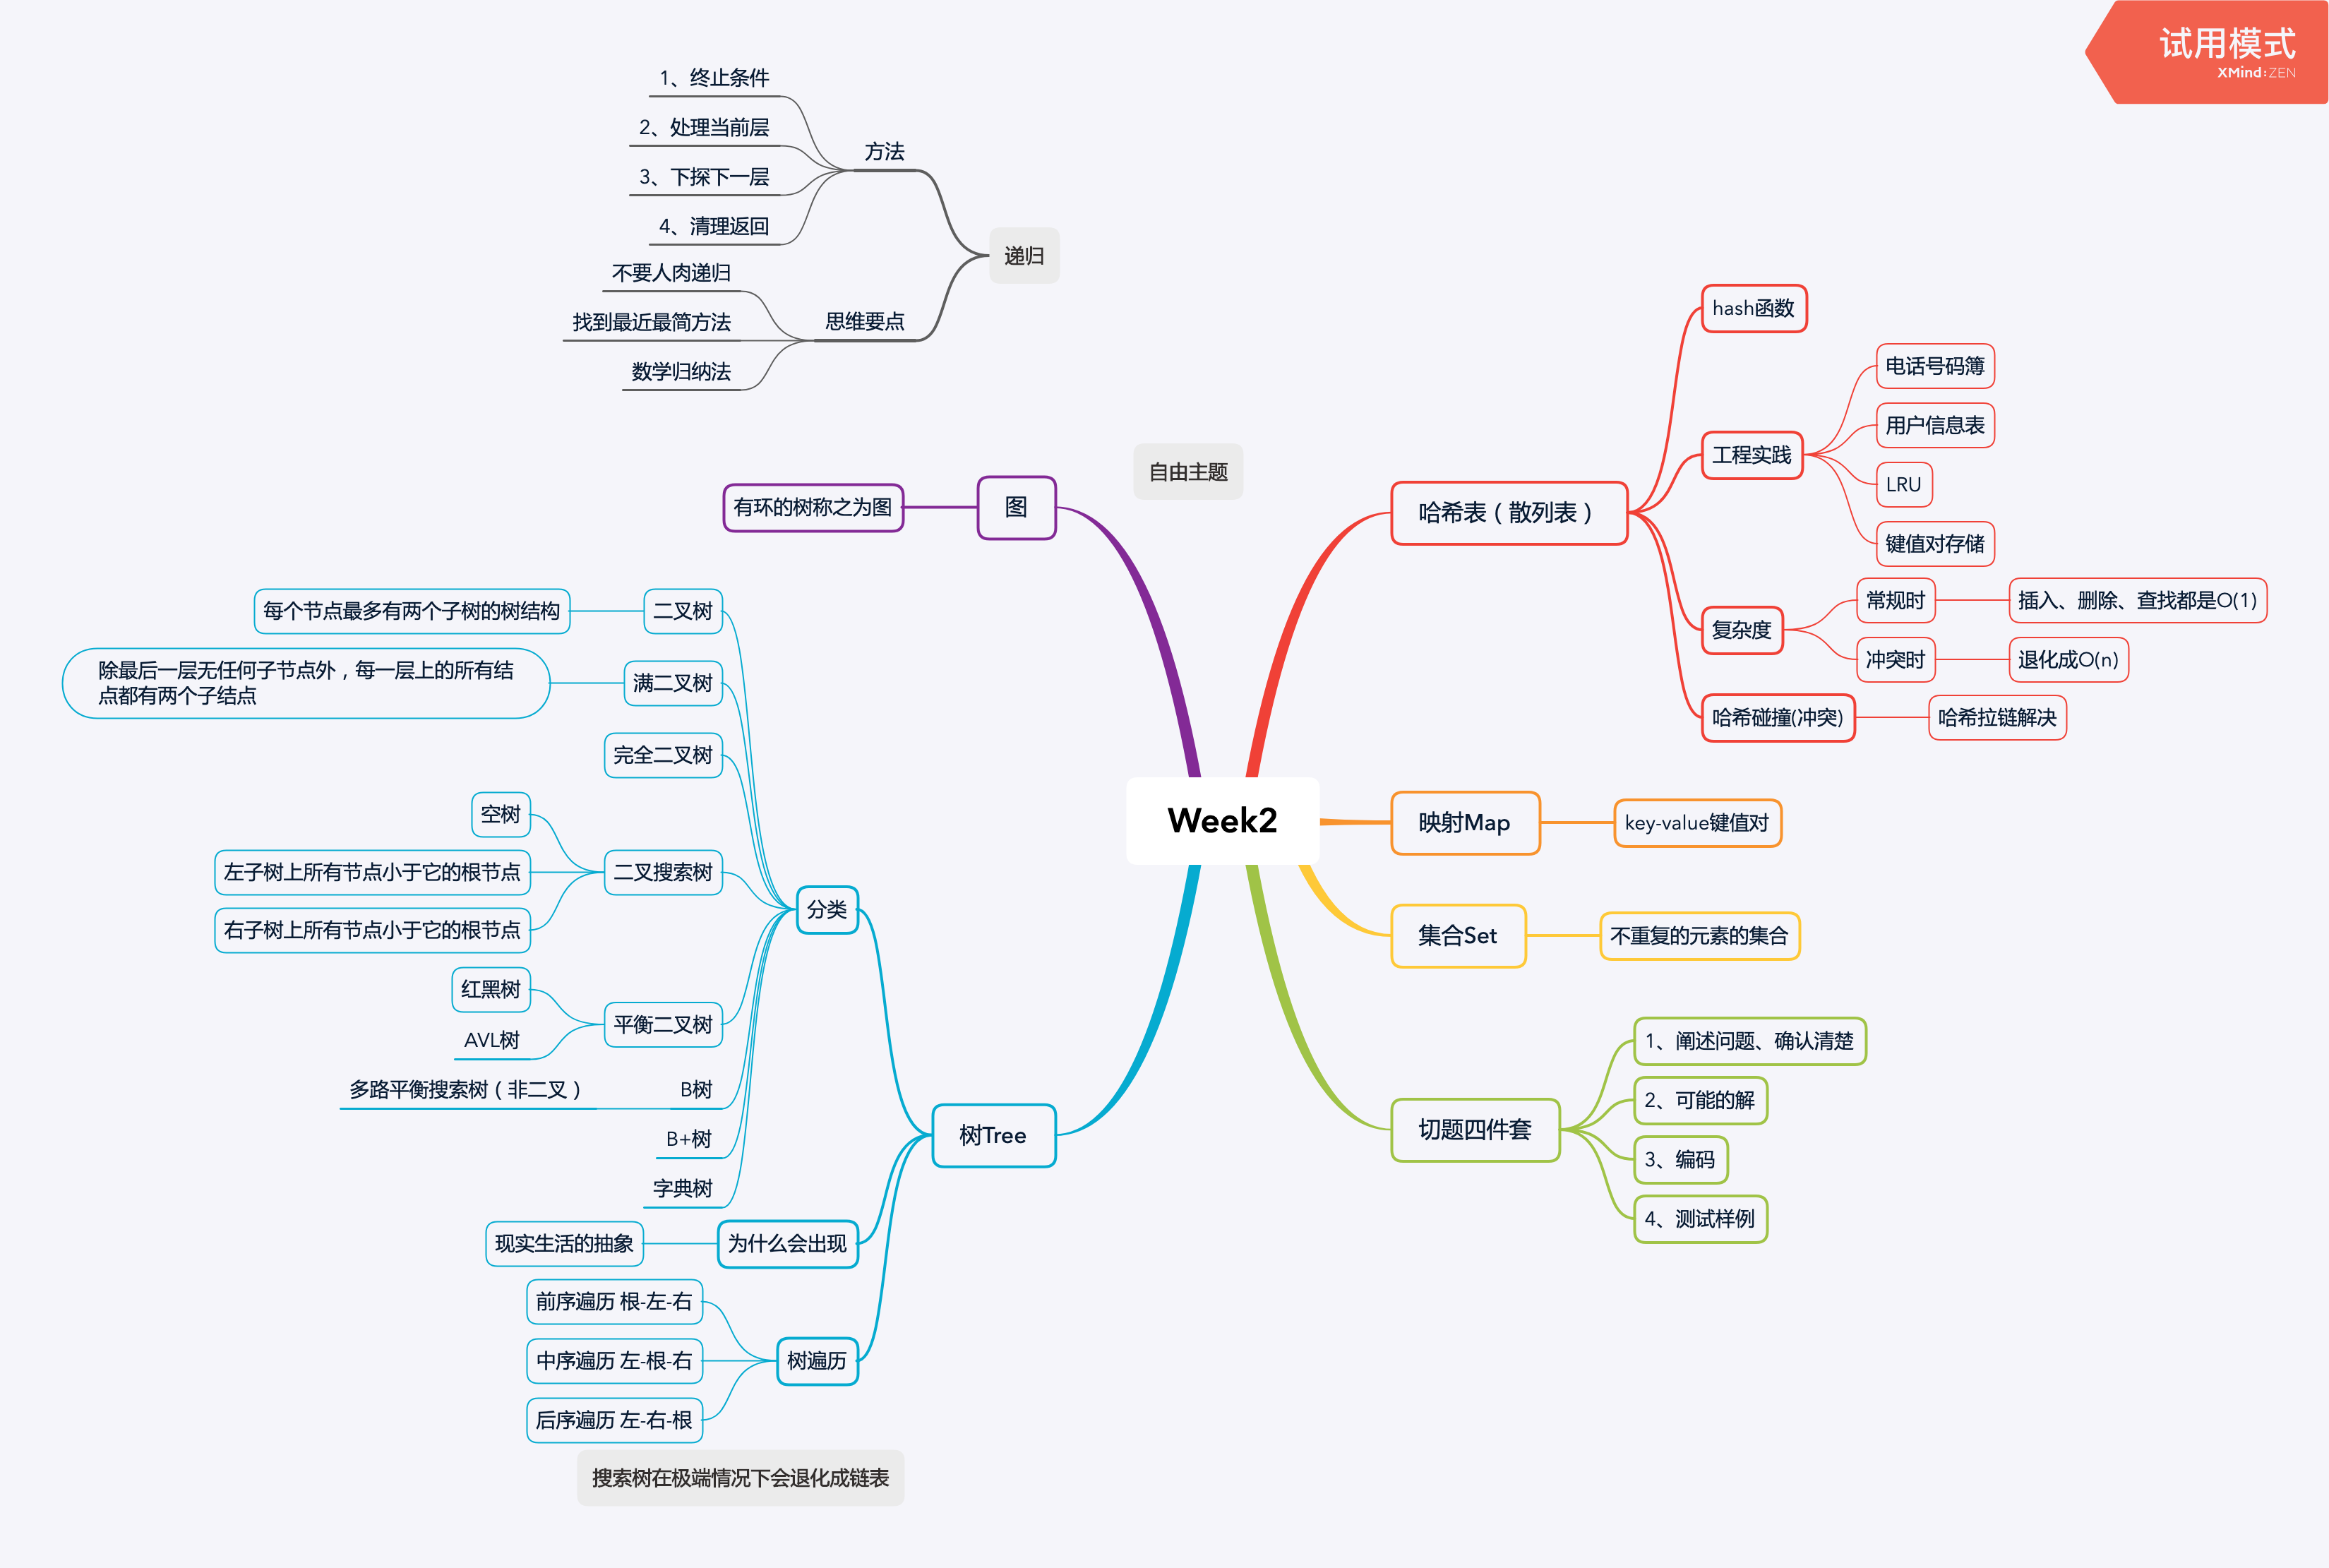 试用模式
XMind:ZEN
1、终止条件
2、处理当前层
3、下探下一层
4、清理返回
方法
不要人肉递归
找到最近最简方法
数学归纳法
思维要点
递归
自由主题
图
有环的树称之为图
Week2
哈希表（散列表）
hash函数
工程实践
电话号码簿
用户信息表
LRU
键值对存储
复杂度
常规时
插入、删除、查找都是O(1)
冲突时
退化成O(n)
哈希碰撞(冲突)
哈希拉链解决
映射Map
key-value键值对
集合Set
不重复的元素的集合
切题四件套
1、阐述问题、确认清楚
2、可能的解
3、编码
4、测试样例
树Tree
分类
二叉树
每个节点最多有两个子树的树结构
满二叉树
除最后一层无任何子节点外，每一层上的所有结
点都有两个子结点
完全二叉树
二叉搜索树
空树
左子树上所有节点小于它的根节点
右子树上所有节点小于它的根节点
平衡二叉树
红黑树
AVL树
B树
多路平衡搜索树（非二叉）
B+树
字典树
为什么会出现
现实生活的抽象
树遍历
前序遍历 根-左-右
中序遍历 左-根-右
后序遍历 左-右-根
搜索树在极端情况下会退化成链表